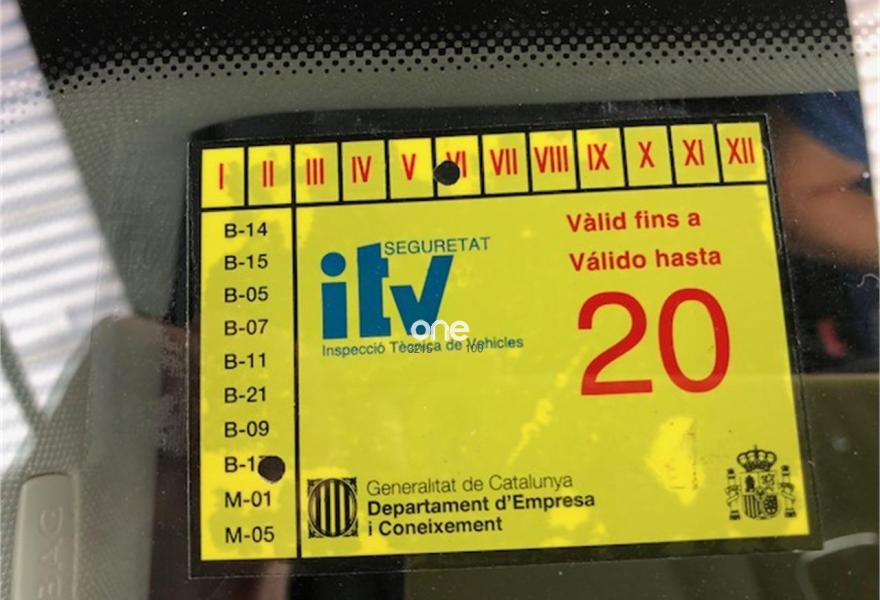 I II III IV V VI VII VIII IX X XI XII
B-14
B-15
B-05
B-07
B-11
B-21
B-09
M-01
M-05
SEGURETAT
itv
Inspecció Tècnica de Vehicles
one
Vàlid fins a
Válido hasta
20
Generalitat de Catalunya
Departament d'Empresa
i Coneixement